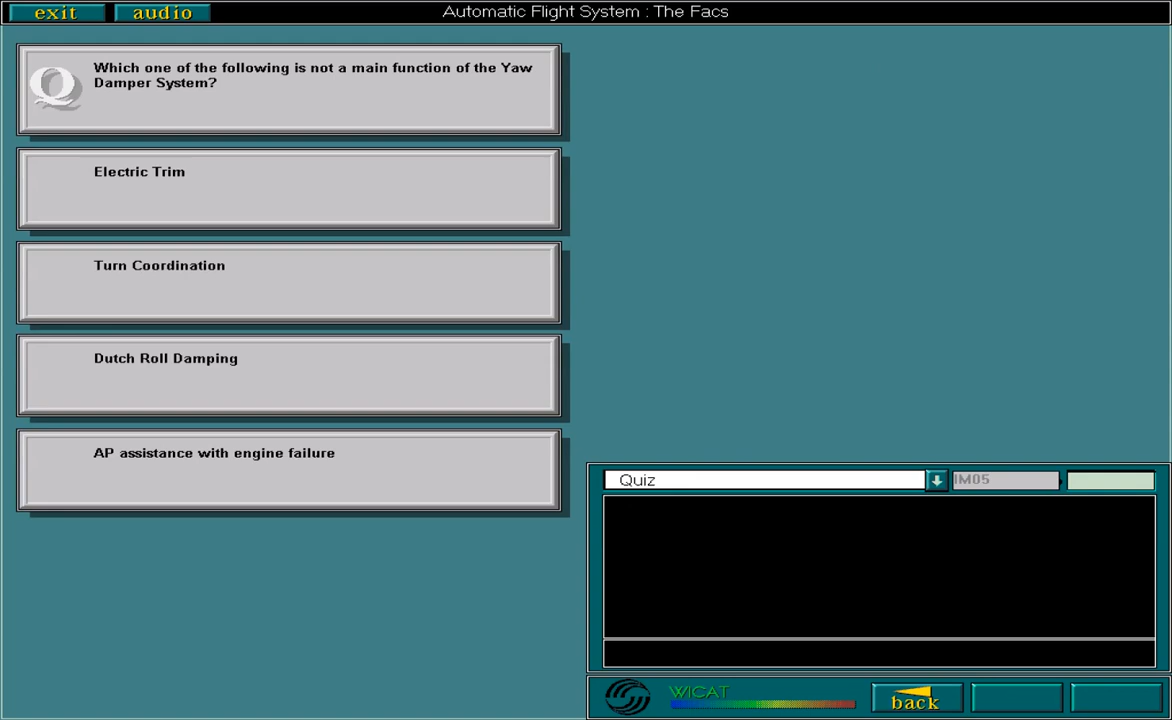 exit
audio
Automatic Flight System : The Facs
Which one of the following is not a main function of the Yaw
Damper System?
Electric Trim
Turn Coordination
Dutch Roll Damping
AP assistance with engine failure
Quiz
IM05
WICAT
back